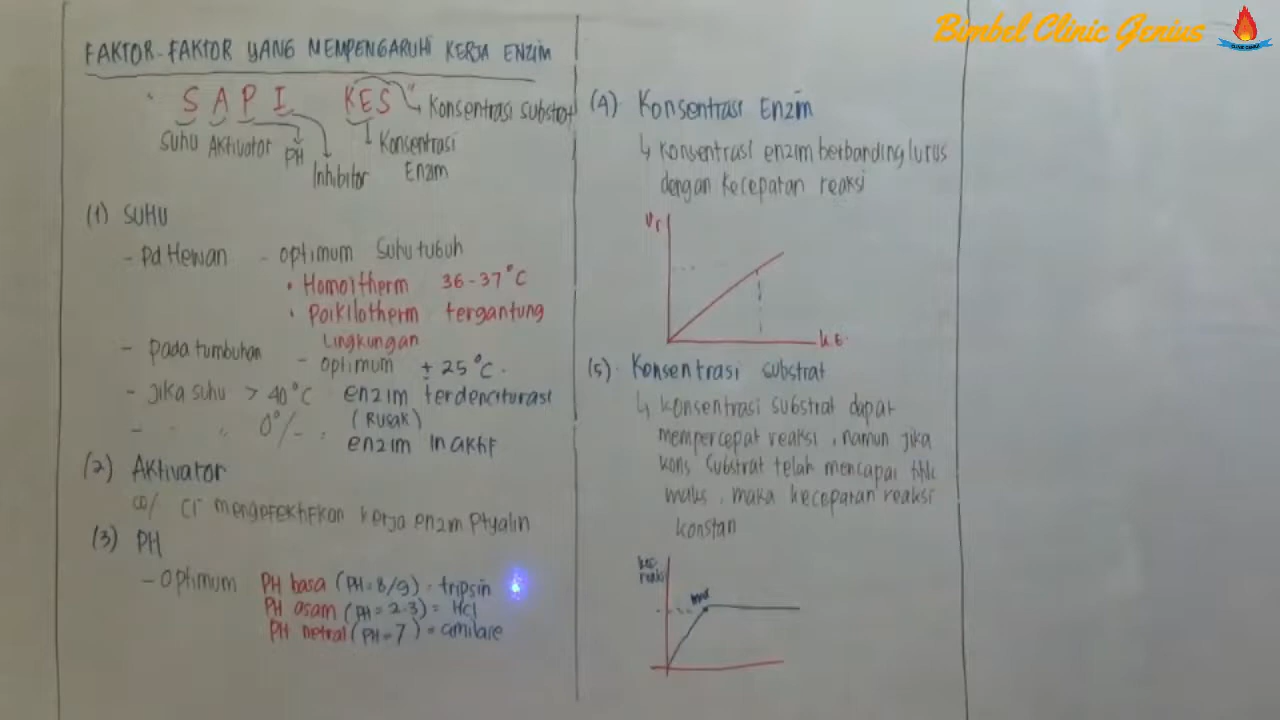 Bimbel Clinic Genius
FAKTOR-FAKTOR YANG MEMPENGARUHI KERJA ENZIM
S A P I KES
Konsentrasi substrat
Suhu Aktivator PH Inhibitor Konsentrasi Enzim
(1) SUHU
- Pd Hewan - optimum suhu tubuh
• Homoitherm 36-37°C
• Poikilotherm tergantung
Lingkungan
- pada tumbuhan - optimum ± 25°C.
- Jika suhu > 40°C enzim terdenaturasi
(Rusak)
- " " 0°/- , enzim Inaktif
(2) Aktivator
Cl⁻ mengefektifkan kerja enzim Ptyalin
(3) PH
- Optimum PH basa (PH=8/9) - tripsin
PH asam (PH=2-3) = HCl
PH netral (PH=7) = amilase
(4) Konsentrasi Enzim
↳ Konsentrasi enzim berbanding lurus
dengan kecepatan reaksi
Vr
K.E.
(5). Konsentrasi substrat
↳ Konsentrasi substrat dapat
mempercepat reaksi, namun jika
kons substrat telah mencapai titik
maks, maka kecepatan reaksi
konstan
kec.
reaksi